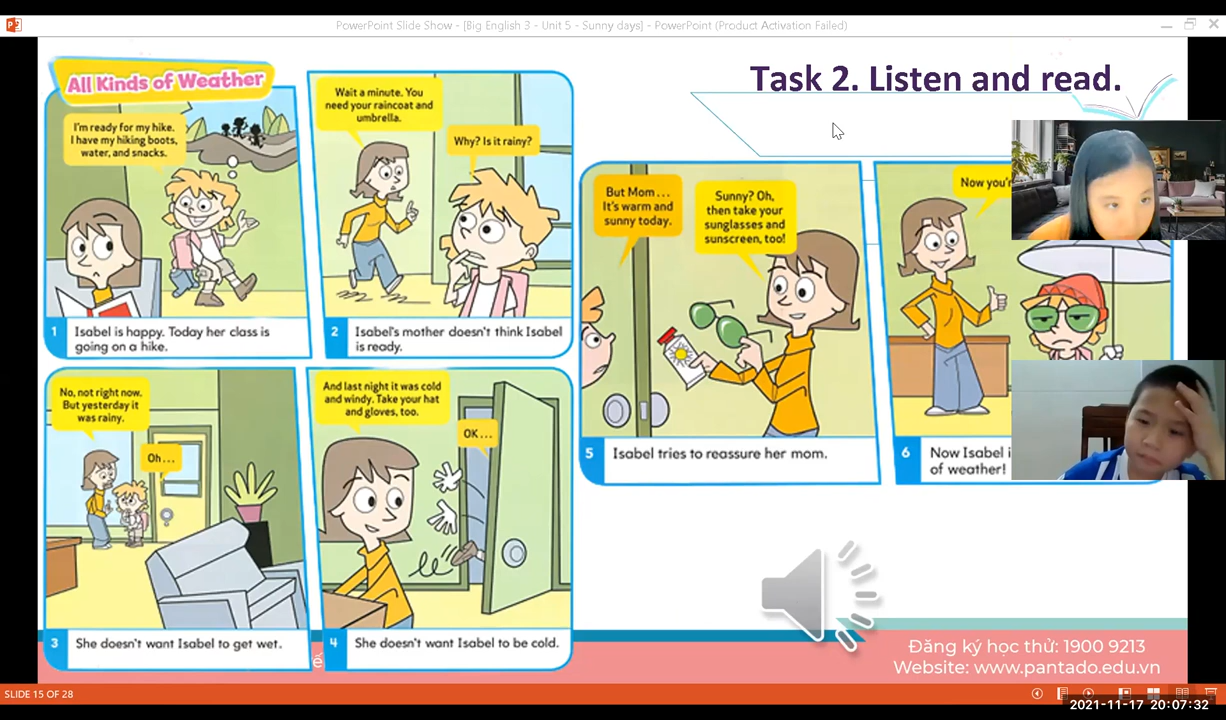 PowerPoint Slide Show - [Big English 3 - Unit 5 - Sunny days] - PowerPoint (Product Activation Failed)
Task 2. Listen and read.
All Kinds of Weather
I'm ready for my hike.
I have my hiking boots,
water, and snacks.
1 Isabel is happy. Today her class is
going on a hike.
Wait a minute. You
need your raincoat and
umbrella.
Why? Is it rainy?
2 Isabel's mother doesn't think Isabel
is ready.
No, not right now.
But yesterday it
was rainy.
Oh...
3 She doesn't want Isabel to get wet.
And last night it was cold
and windy. Take your hat
and gloves, too.
OK...
4 She doesn't want Isabel to be cold.
But Mom...
It's warm and
sunny today.
Sunny? Oh,
then take your
sunglasses and
sunscreen, too!
5 Isabel tries to reassure her mom.
Now
6 Now Isabel
of weather!
Đăng ký học thử: 1900 9213
Website: www.pantado.edu.vn
SLIDE 15 OF 28
2021-11-17 20:07:32